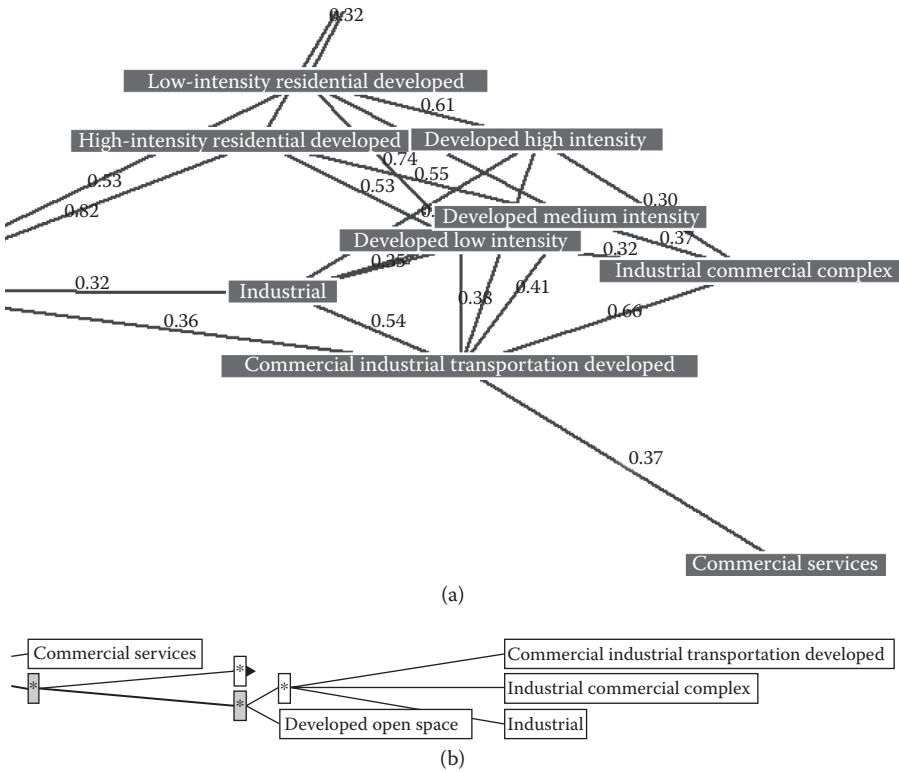 0.32
Low-intensity residential developed
0.61
High-intensity residential developed
Developed high intensity
0.74
0.55
0.53
0.53
0.82
0.30
Developed medium intensity
0.37
Developed low intensity
0.32
0.35
Industrial commercial complex
0.32
Industrial
0.38
0.41
0.66
0.36
0.54
Commercial industrial transportation developed
0.37
Commercial services
(a)
Commercial services
*
*
*
*
Commercial industrial transportation developed
Industrial commercial complex
Developed open space
Industrial
(b)